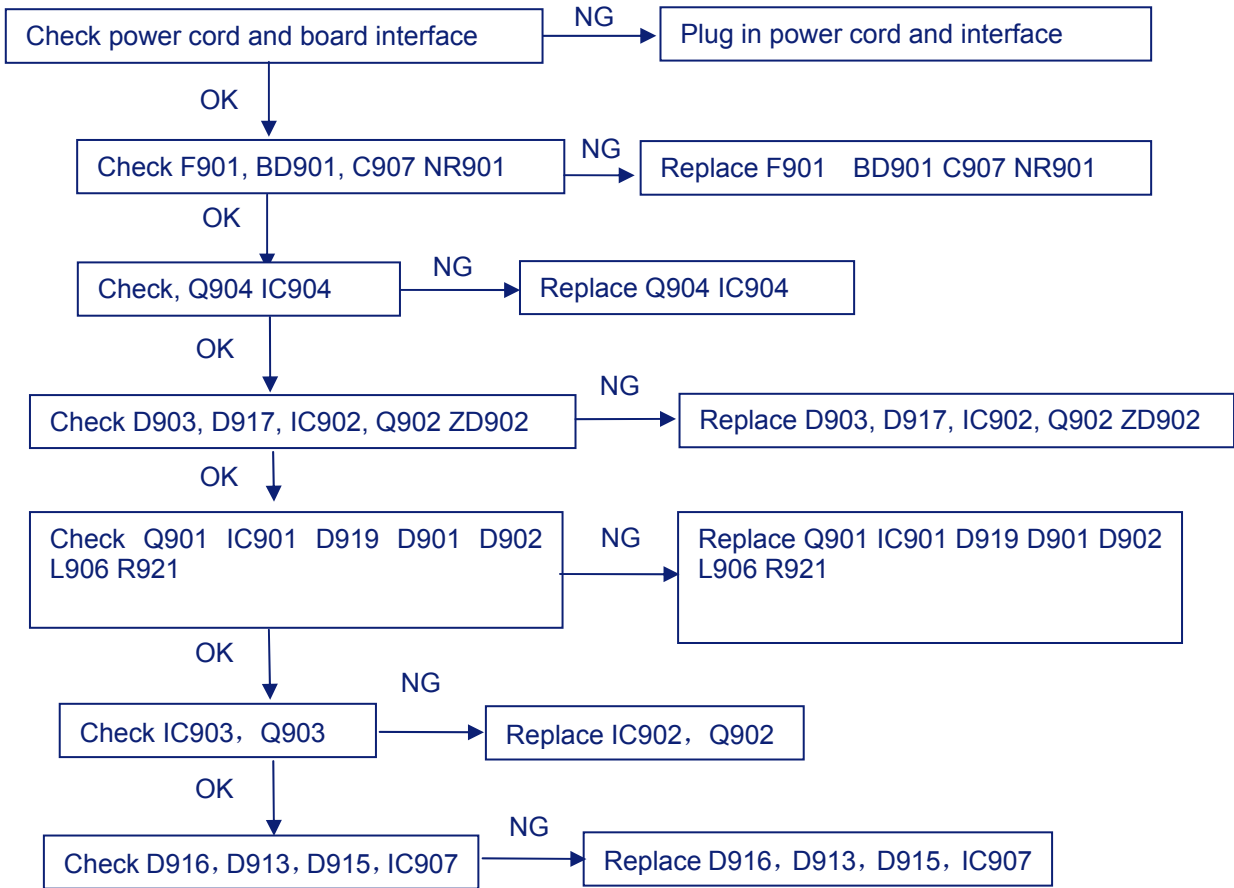 Check power cord and board interface
NG
Plug in power cord and interface
OK
Check F901, BD901, C907 NR901
NG
Replace F901 BD901 C907 NR901
OK
Check, Q904 IC904
NG
Replace Q904 IC904
OK
Check D903, D917, IC902, Q902 ZD902
NG
Replace D903, D917, IC902, Q902 ZD902
OK
Check Q901 IC901 D919 D901 D902
L906 R921
NG
Replace Q901 IC901 D919 D901 D902
L906 R921
OK
Check IC903，Q903
NG
Replace IC902，Q902
OK
Check D916，D913，D915，IC907
NG
Replace D916，D913，D915，IC907